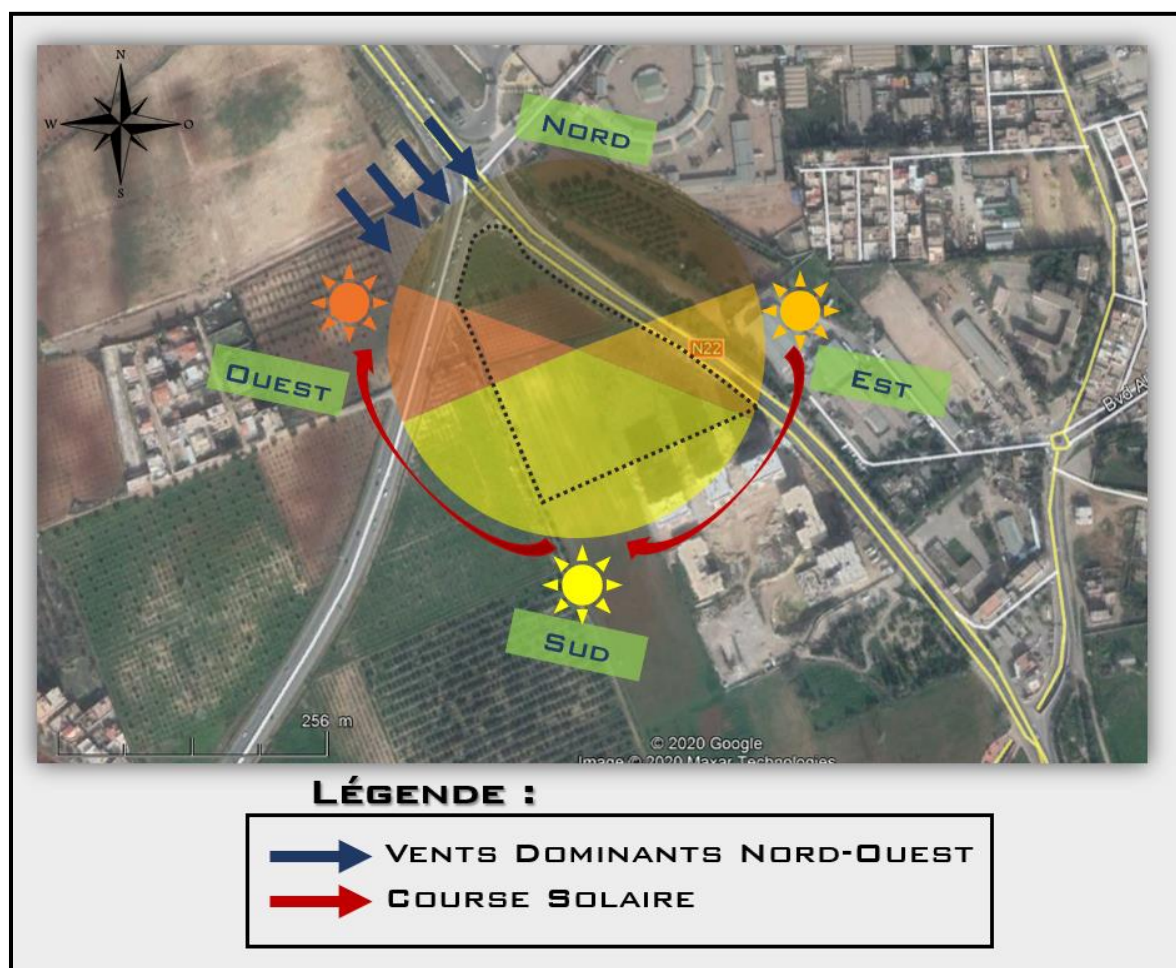 N
W
O
S
NORD
OUEST
EST
N22
Bvd A
SUD
256 m
© 2020 Google
Image © 2020 Maxar Technologies
LÉGENDE :
VENTS DOMINANTS NORD-OUEST
COURSE SOLAIRE